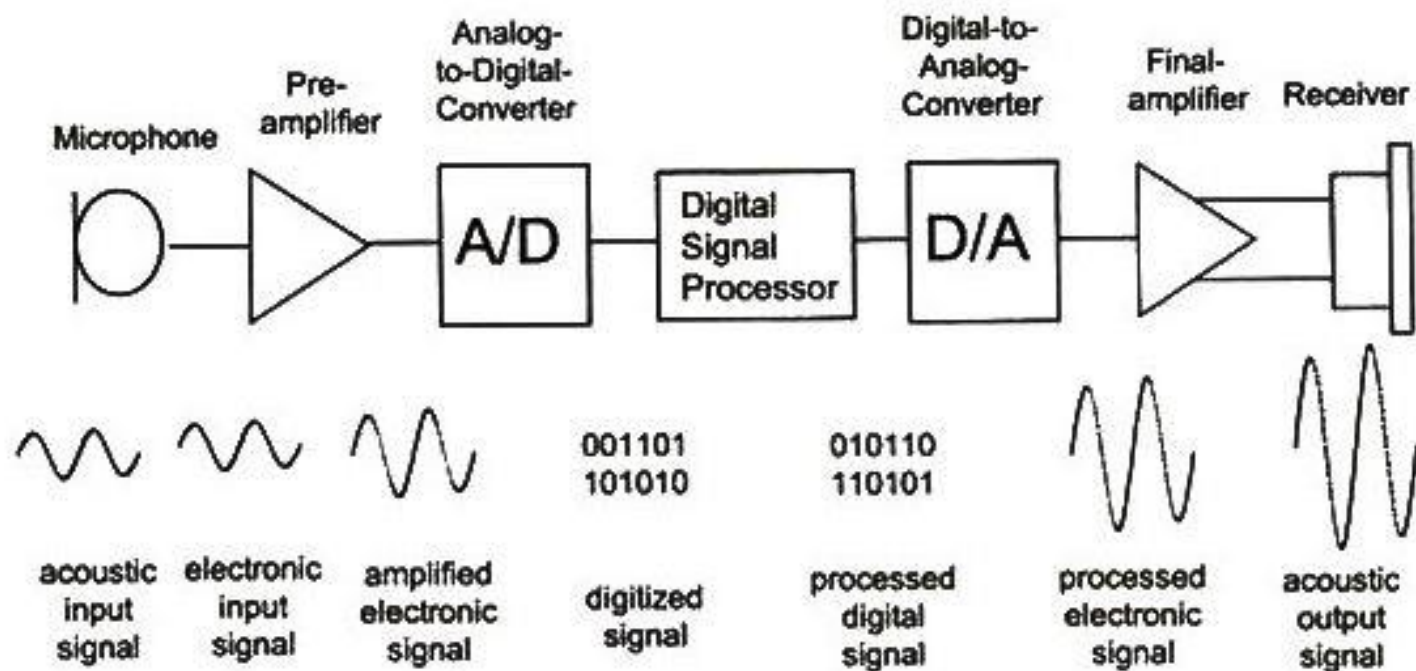 Microphone
Pre-
amplifier
Analog-
to-Digital-
Converter
Digital-to-
Analog-
Converter
Final-
amplifier
Receiver
A/D
Digital
Signal
Processor
D/A
001101
101010
010110
110101
acoustic
input
signal
electronic
input
signal
amplified
electronic
signal
digitized
signal
processed
digital
signal
processed
electronic
signal
acoustic
output
signal